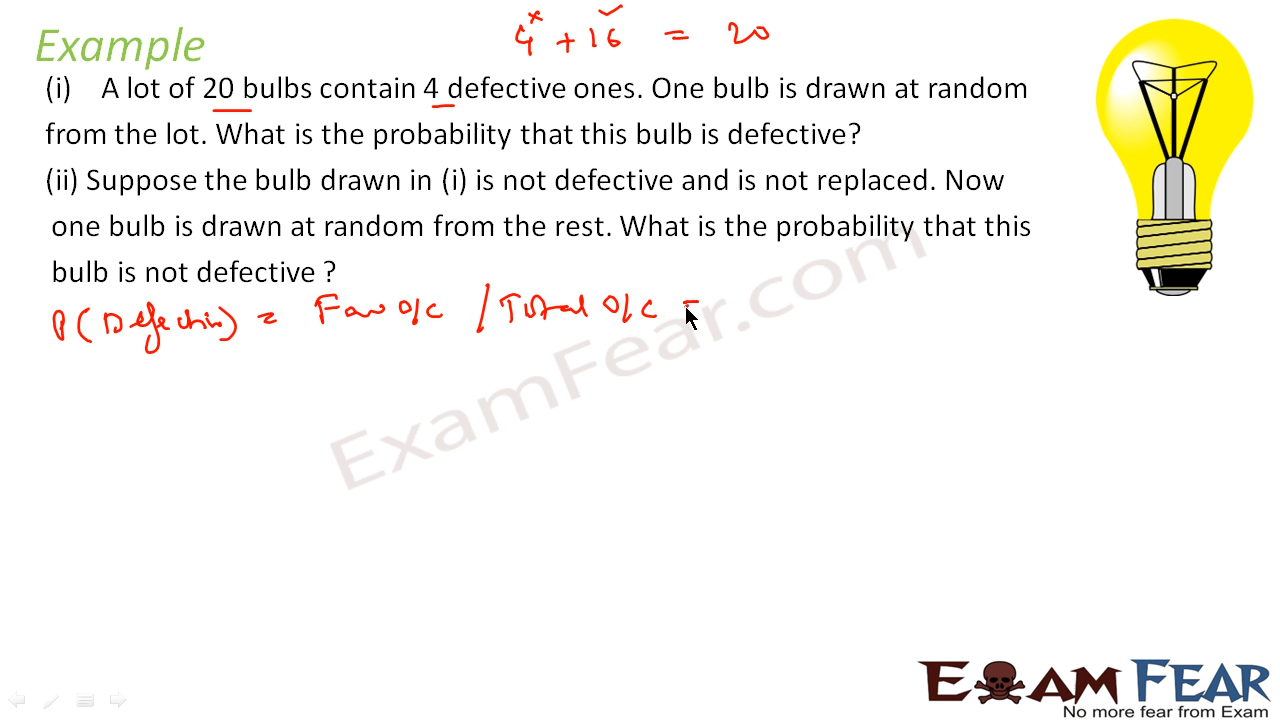 Example
4 x + 16 ✓ = 20
(i) A lot of 20 bulbs contain 4 defective ones. One bulb is drawn at random
from the lot. What is the probability that this bulb is defective?
(ii) Suppose the bulb drawn in (i) is not defective and is not replaced. Now
one bulb is drawn at random from the rest. What is the probability that this
bulb is not defective ?
P(Defective) = Fav O/C / Total O/C =
ExamFear.com
EXAM FEAR
No more fear from Exam